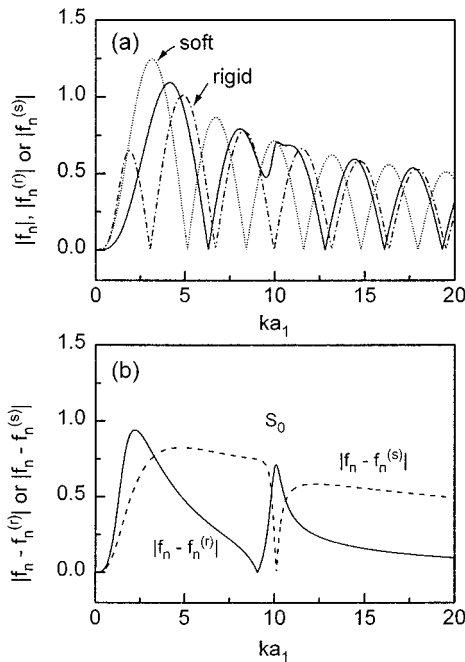 (a)
soft
rigid
1.5
1.0
0.5
0.0
|f_n|, |f_n^(r)| or |f_n^(s)|
0 5 10 15 20
ka_1
(b)
1.5
1.0
0.5
0.0
S_0
|f_n - f_n^(s)|
|f_n - f_n^(r)|
|f_n - f_n^(r)| or |f_n - f_n^(s)|
0 5 10 15 20
ka_1